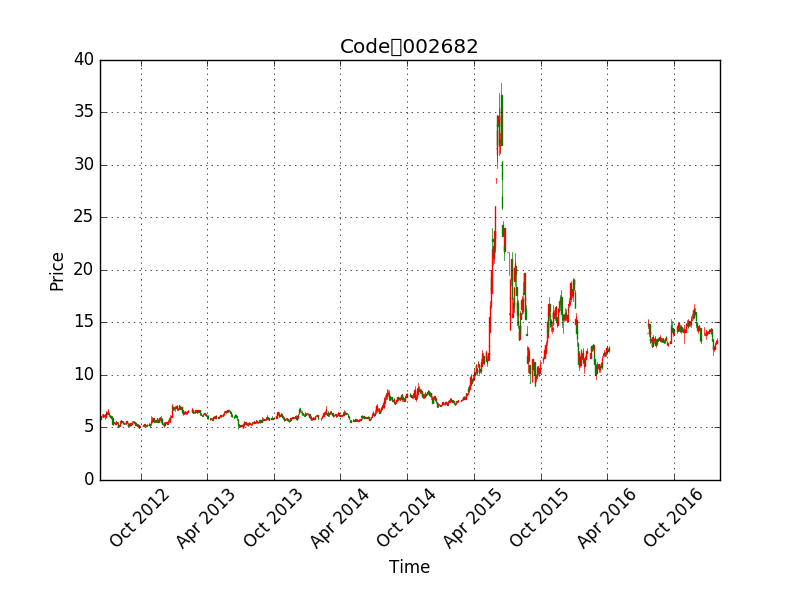 Code▯002682
40
35
30
25
20
15
10
5
0
Price
Oct 2012
Apr 2013
Oct 2013
Apr 2014
Oct 2014
Apr 2015
Oct 2015
Apr 2016
Oct 2016
Time